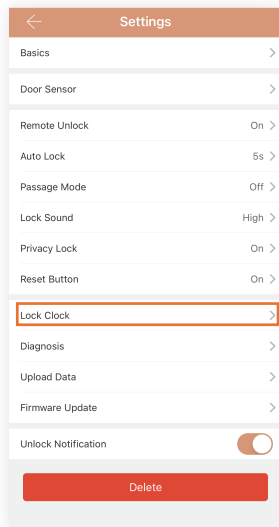 Settings
Basics
Door Sensor
Remote Unlock On
Auto Lock 5s
Passage Mode Off
Lock Sound High
Privacy Lock On
Reset Button On
Lock Clock
Diagnosis
Upload Data
Firmware Update
Unlock Notification
Delete